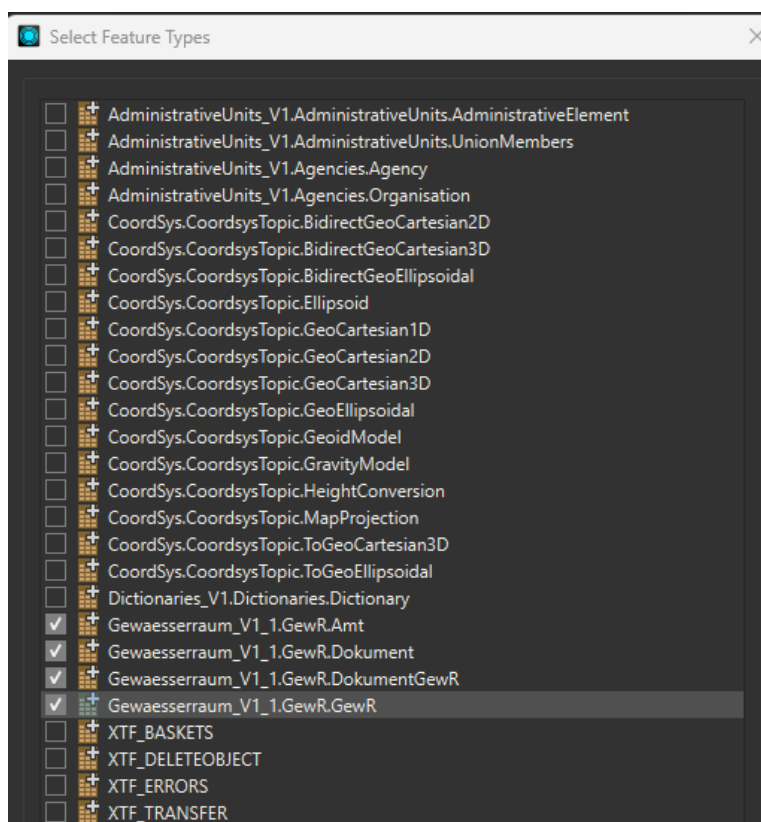 Select Feature Types
AdministrativeUnits_V1.AdministrativeUnits.AdministrativeElement
AdministrativeUnits_V1.AdministrativeUnits.UnionMembers
AdministrativeUnits_V1.Agencies.Agency
AdministrativeUnits_V1.Agencies.Organisation
CoordSys.CoordsysTopic.BidirectGeoCartesian2D
CoordSys.CoordsysTopic.BidirectGeoCartesian3D
CoordSys.CoordsysTopic.BidirectGeoEllipsoidal
CoordSys.CoordsysTopic.Ellipsoid
CoordSys.CoordsysTopic.GeoCartesian1D
CoordSys.CoordsysTopic.GeoCartesian2D
CoordSys.CoordsysTopic.GeoCartesian3D
CoordSys.CoordsysTopic.GeoEllipsoidal
CoordSys.CoordsysTopic.GeoidModel
CoordSys.CoordsysTopic.GravityModel
CoordSys.CoordsysTopic.HeightConversion
CoordSys.CoordsysTopic.MapProjection
CoordSys.CoordsysTopic.ToGeoCartesian3D
CoordSys.CoordsysTopic.ToGeoEllipsoidal
Dictionaries_V1.Dictionaries.Dictionary
Gewaesserraum_V1_1.GewR.Amt
Gewaesserraum_V1_1.GewR.Dokument
Gewaesserraum_V1_1.GewR.DokumentGewR
Gewaesserraum_V1_1.GewR.GewR
XTF_BASKETS
XTF_DELETEOBJECT
XTF_ERRORS
XTF_TRANSFER